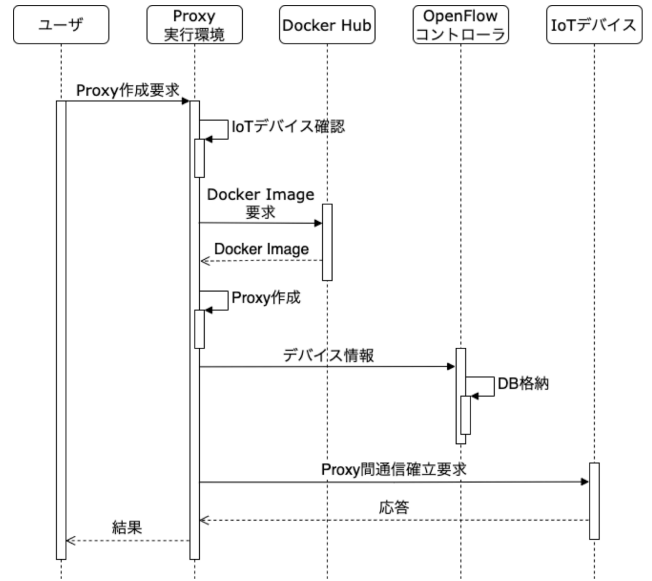 ユーザ
Proxy
実行環境
Docker Hub
OpenFlow
コントローラ
IoTデバイス
Proxy作成要求
IoTデバイス確認
Docker Image
要求
Docker Image
Proxy作成
デバイス情報
DB格納
Proxy間通信確立要求
応答
結果